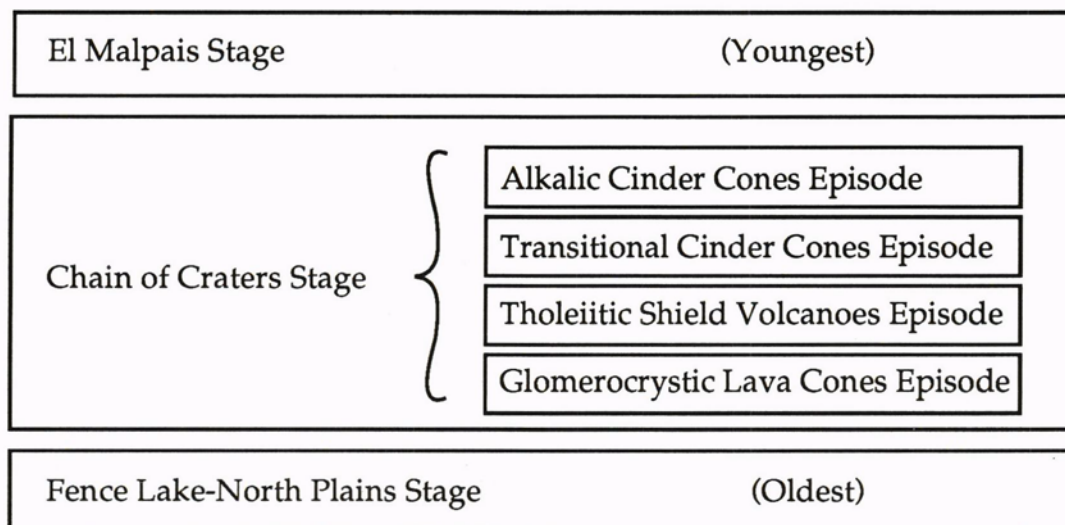 El Malpais Stage (Youngest)
Alkalic Cinder Cones Episode
Transitional Cinder Cones Episode
Chain of Craters Stage
Tholeiitic Shield Volcanoes Episode
Glomerocrystic Lava Cones Episode
Fence Lake-North Plains Stage (Oldest)